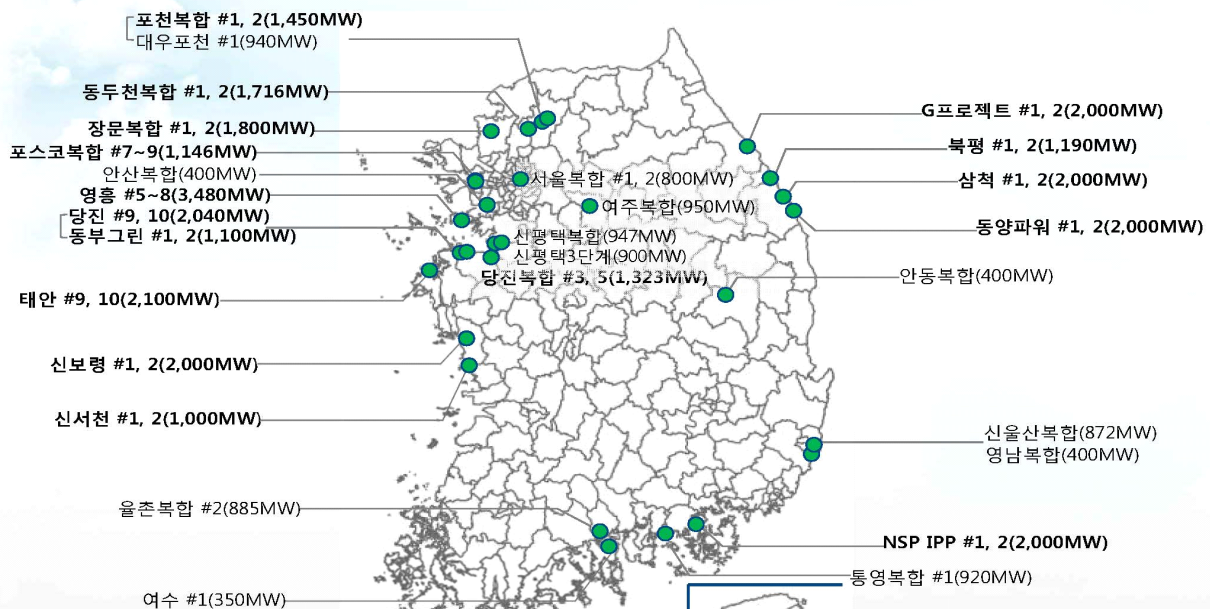 포천복합 #1, 2(1,450MW)
대우포천 #1(940MW)
동두천복합 #1, 2(1,716MW)
장문복합 #1, 2(1,800MW)
포스코복합 #7~9(1,146MW)
안산복합(400MW)
영흥 #5~8(3,480MW)
당진 #9, 10(2,040MW)
동부그린 #1, 2(1,100MW)
태안 #9, 10(2,100MW)
신보령 #1, 2(2,000MW)
신서천 #1, 2(1,000MW)
율촌복합 #2(885MW)
여수 #1(350MW)
서울복합 #1, 2(800MW)
여주복합(950MW)
신평택복합(947MW)
신평택3단계(900MW)
당진복합 #3, 5(1,323MW)
G프로젝트 #1, 2(2,000MW)
북평 #1, 2(1,190MW)
삼척 #1, 2(2,000MW)
동양파워 #1, 2(2,000MW)
안동복합(400MW)
신울산복합(872MW)
영남복합(400MW)
NSP IPP #1, 2(2,000MW)
통영복합 #1(920MW)